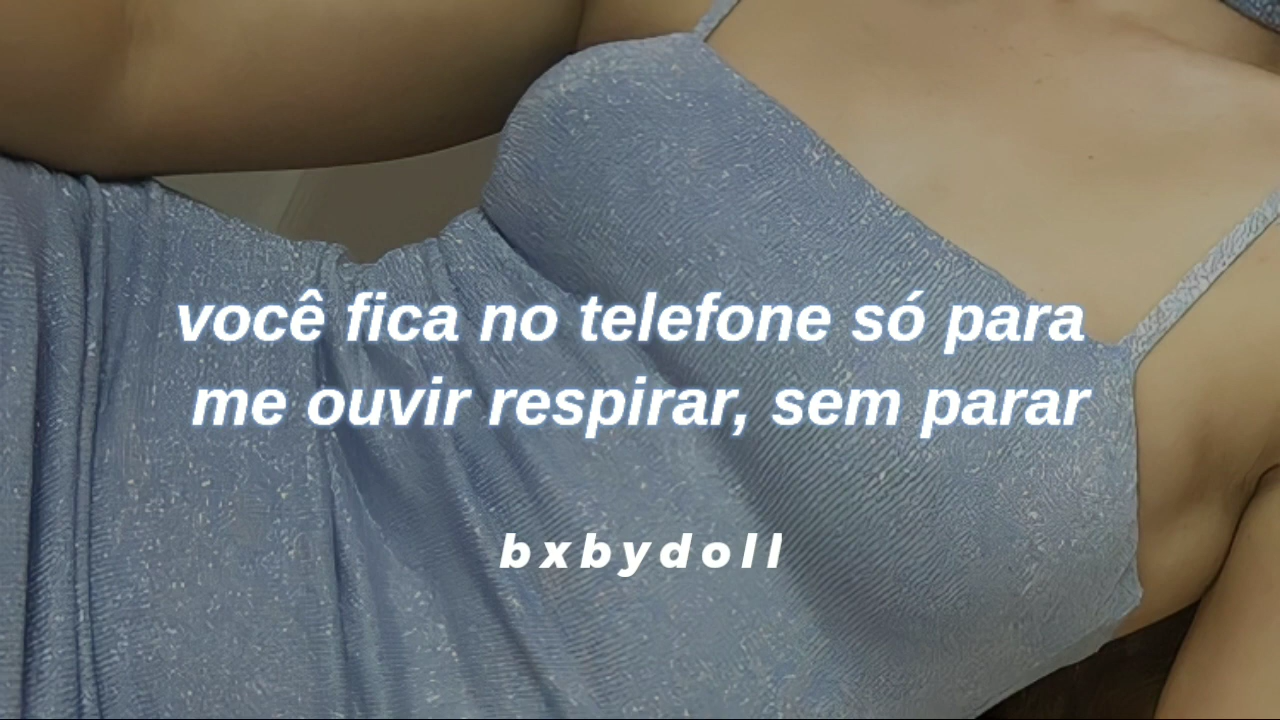 você fica no telefone só para
me ouvir respirar, sem parar
bxbydoll